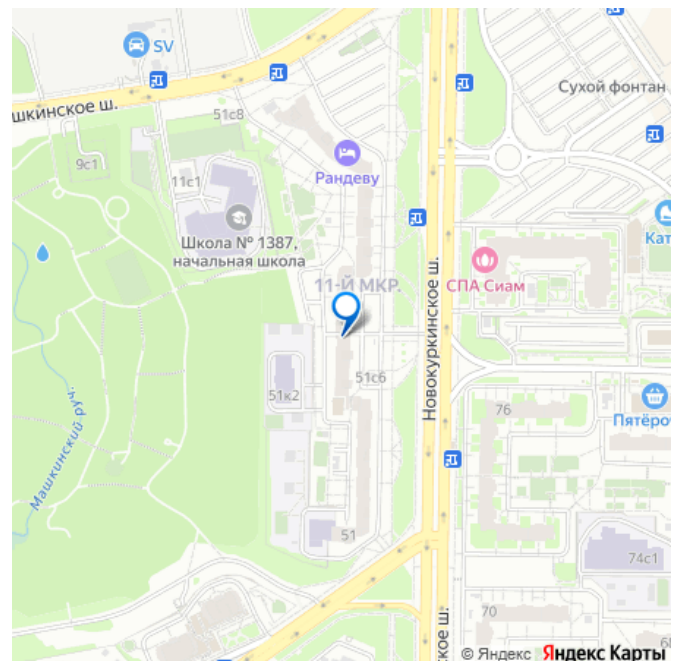 SV
шкинское ш.
51с8
Сухой фонтан
9с1
11с1
Рандеву
Школа № 1387,
начальная школа
Кат
СПА Сиам
11-Й МКР.
Новокуркинское ш.
51с6
51к2
Машкинский руч.
76
Пятёро
51
74с1
70
ское ш.
© Яндекс Яндекс Карты